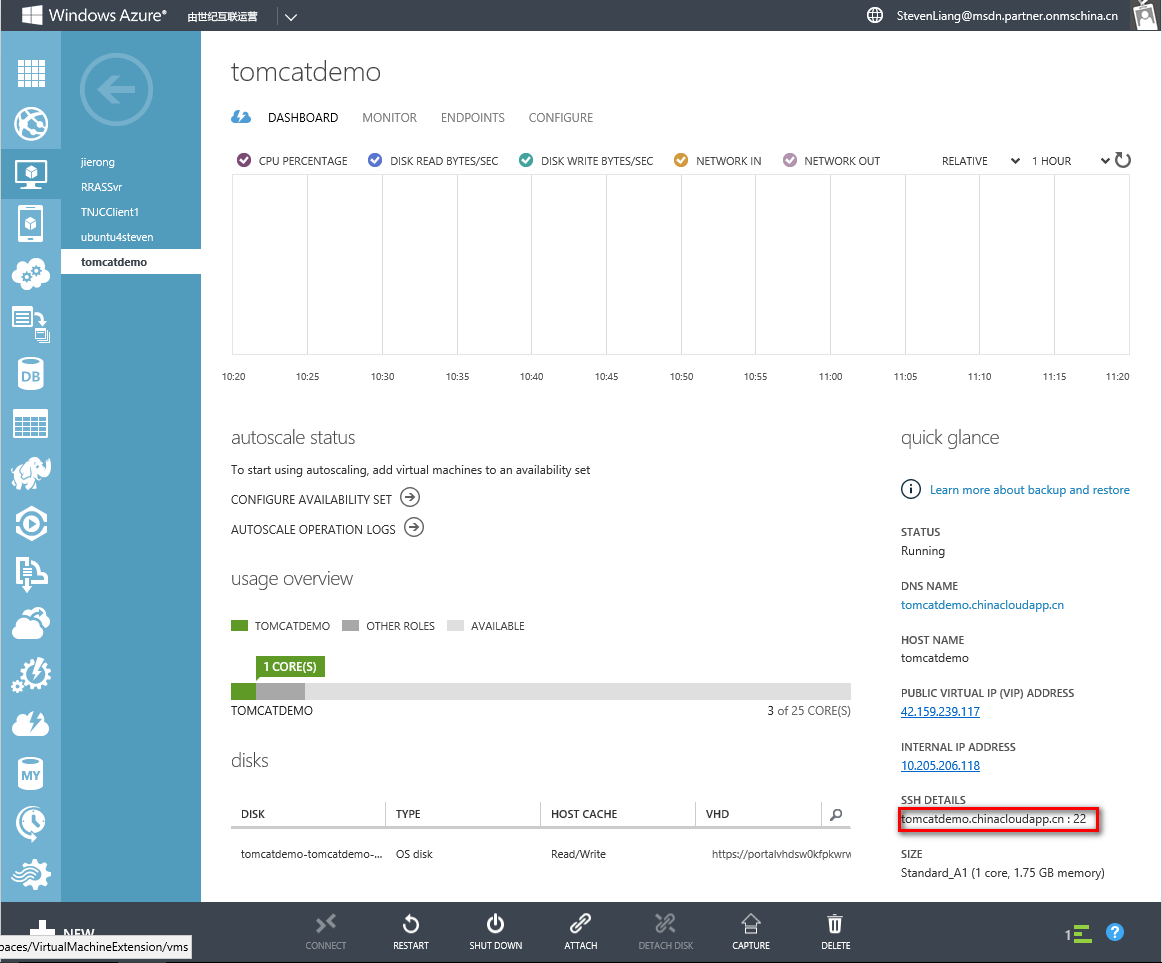 Windows Azure® 由世纪互联运营
StevenLiang@msdn.partner.onmschina.cn
jierong
RRASSvr
TNJCClient1
ubuntu4steven
tomcatdemo
DB
MY
tomcatdemo
DASHBOARD MONITOR ENDPOINTS CONFIGURE
CPU PERCENTAGE DISK READ BYTES/SEC DISK WRITE BYTES/SEC NETWORK IN NETWORK OUT RELATIVE 1 HOUR
10:20 10:25 10:30 10:35 10:40 10:45 10:50 10:55 11:00 11:05 11:10 11:15 11:20
autoscale status
To start using autoscaling, add virtual machines to an availability set
CONFIGURE AVAILABILITY SET
AUTOSCALE OPERATION LOGS
usage overview
TOMCATDEMO OTHER ROLES AVAILABLE
1 CORE(S)
TOMCATDEMO 3 of 25 CORE(S)
disks
DISK TYPE HOST CACHE VHD
tomcatdemo-tomcatdemo-... OS disk Read/Write https://portalvhdsw0kfpkwrw
quick glance
Learn more about backup and restore
STATUS
Running
DNS NAME
tomcatdemo.chinacloudapp.cn
HOST NAME
tomcatdemo
PUBLIC VIRTUAL IP (VIP) ADDRESS
42.159.239.117
INTERNAL IP ADDRESS
10.205.206.118
SSH DETAILS
tomcatdemo.chinacloudapp.cn : 22
SIZE
Standard_A1 (1 core, 1.75 GB memory)
NEW
paces/VirtualMachineExtension/vms
CONNECT RESTART SHUT DOWN ATTACH DETACH DISK CAPTURE DELETE
1